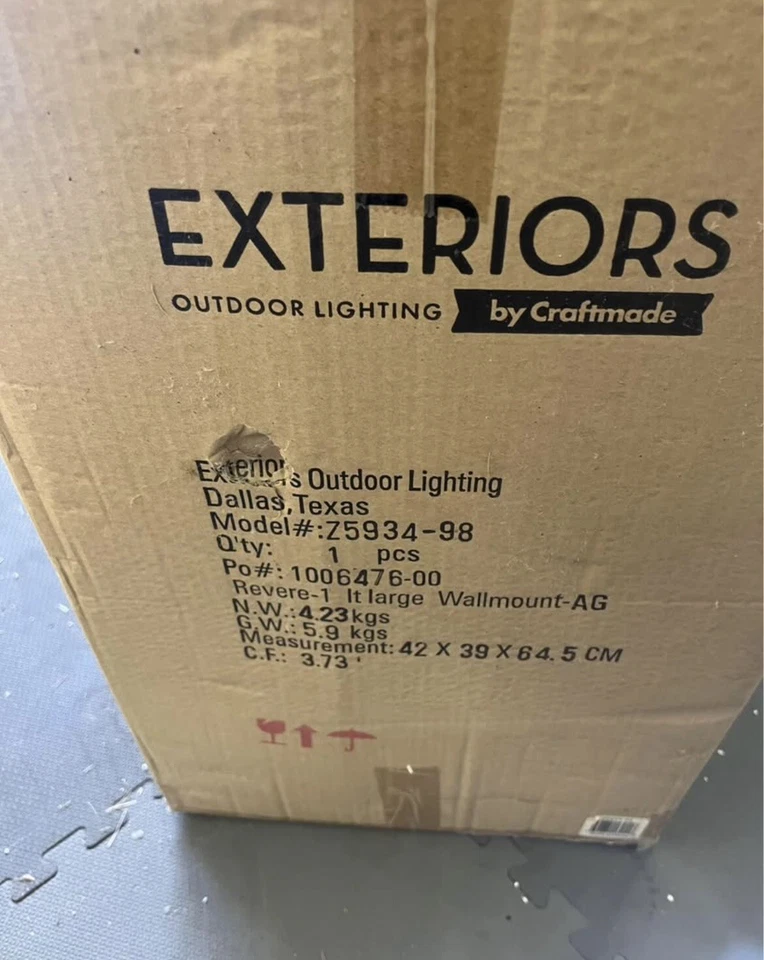 EXTERIORS
OUTDOOR LIGHTING by Craftmade
Exteriors Outdoor Lighting
Dallas,Texas
Model#:Z5934-98
Q'ty: 1 pcs
Po#:1006476-00
Revere-1 lt large Wallmount-AG
N.W.:4.23kgs
G.W.: 5.9 kgs
Measurement: 42 X 39 X 64.5 CM
C.F.: 3.73 '